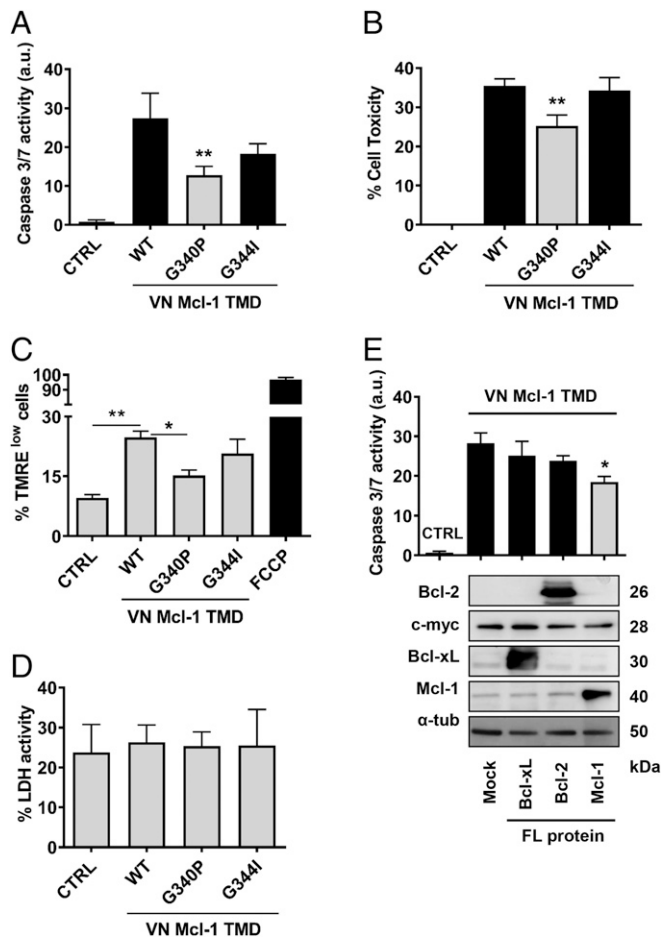 A
Caspase 3/7 activity (a.u.)
40
30
20
10
0
**
CTRL
WT
G340P
G344I
VN Mcl-1 TMD
B
% Cell Toxicity
40
30
20
10
0
**
CTRL
WT
G340P
G344I
VN Mcl-1 TMD
C
% TMRE low cells
100
90
30
15
0
**
*
CTRL
WT
G340P
G344I
FCCP
VN Mcl-1 TMD
D
% LDH activity
40
30
20
10
0
CTRL
WT
G340P
G344I
VN Mcl-1 TMD
E
VN Mcl-1 TMD
Caspase 3/7 activity (a.u.)
40
30
20
10
0
CTRL
*
Bcl-2 26
c-myc 28
Bcl-xL 30
Mcl-1 40
α-tub 50
kDa
Mock
Bcl-xL
Bcl-2
Mcl-1
FL protein